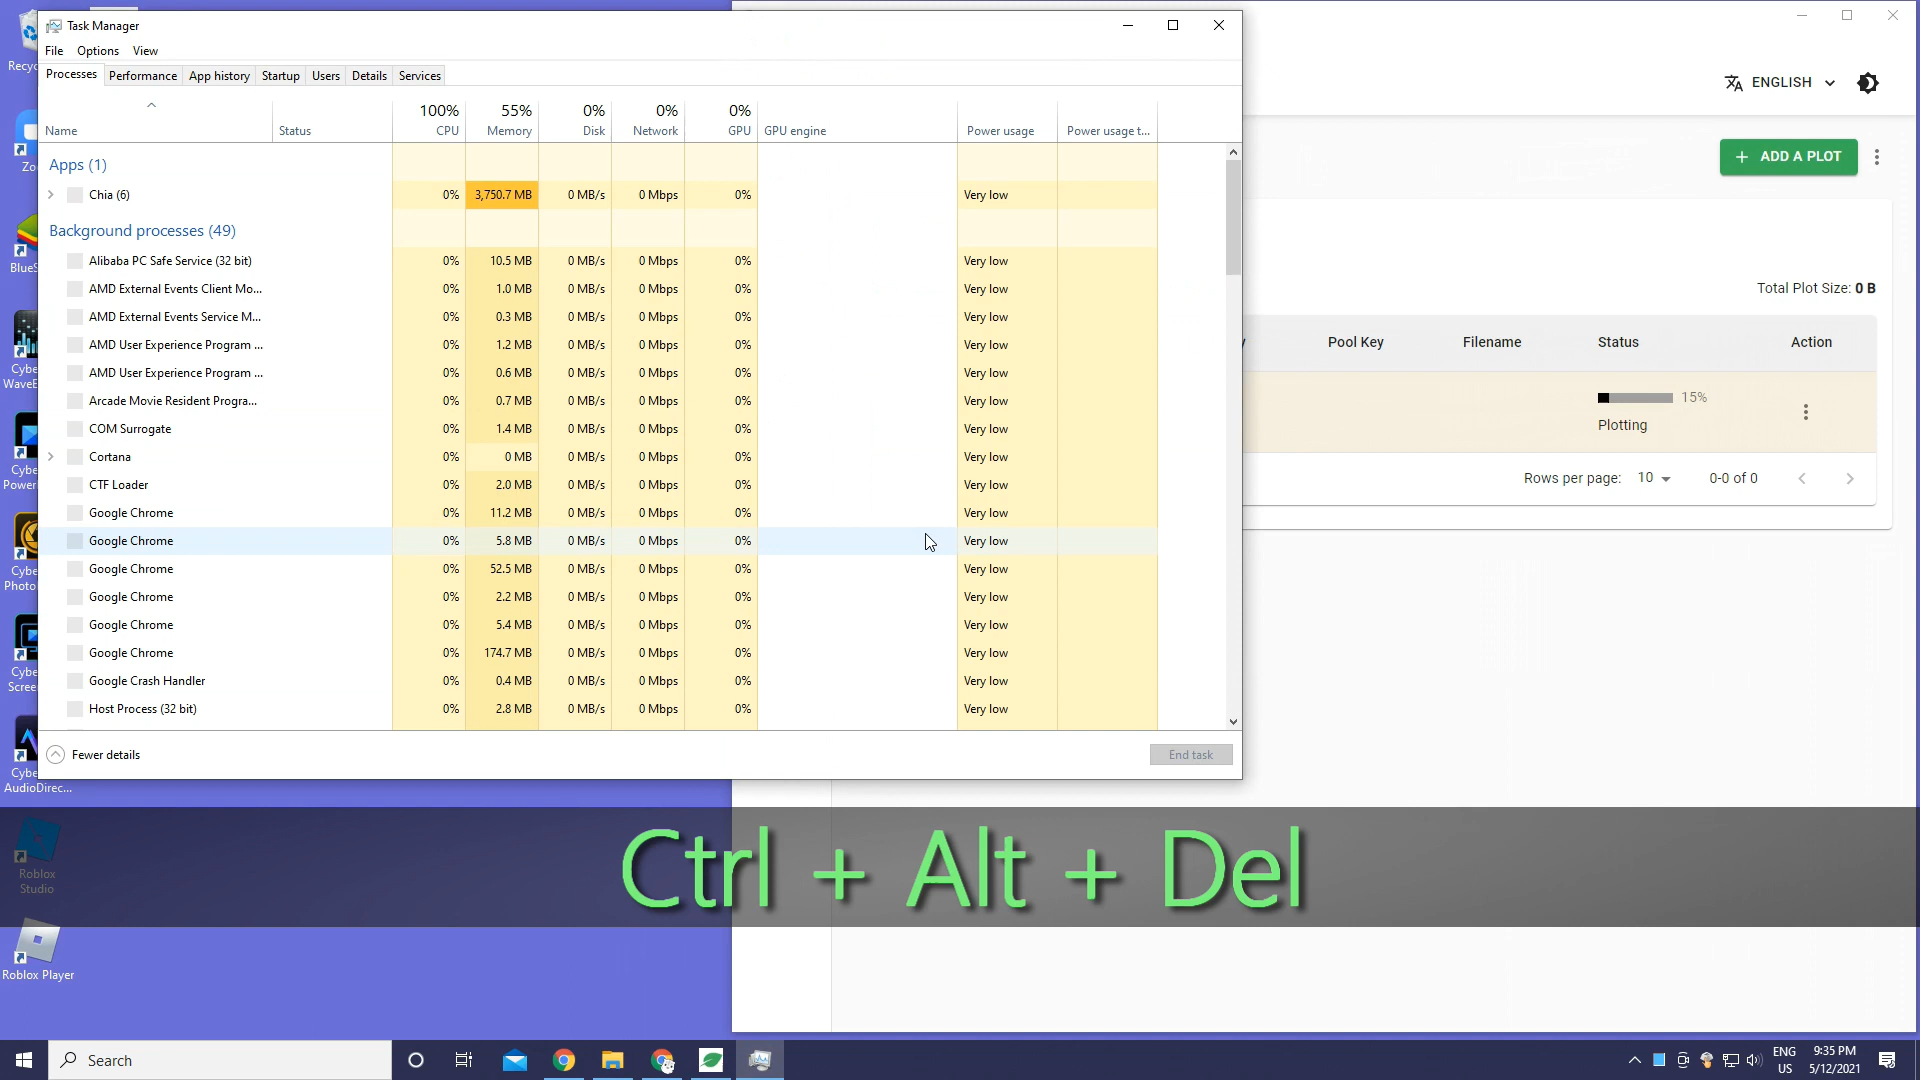 Task Manager
File Options View
Processes Performance App history Startup Users Details Services
100% 55% 0% 0% 0%
Name Status CPU Memory Disk Network GPU GPU engine Power usage Power usage t...
Apps (1)
Chia (6) 0% 3,750.7 MB 0 MB/s 0 Mbps 0% Very low
Background processes (49)
Alibaba PC Safe Service (32 bit) 0% 10.5 MB 0 MB/s 0 Mbps 0% Very low
AMD External Events Client Mo... 0% 1.0 MB 0 MB/s 0 Mbps 0% Very low
AMD External Events Service M... 0% 0.3 MB 0 MB/s 0 Mbps 0% Very low
AMD User Experience Program ... 0% 1.2 MB 0 MB/s 0 Mbps 0% Very low
AMD User Experience Program ... 0% 0.6 MB 0 MB/s 0 Mbps 0% Very low
Arcade Movie Resident Progra... 0% 0.7 MB 0 MB/s 0 Mbps 0% Very low
COM Surrogate 0% 1.4 MB 0 MB/s 0 Mbps 0% Very low
Cortana 0% 0 MB 0 MB/s 0 Mbps 0% Very low
CTF Loader 0% 2.0 MB 0 MB/s 0 Mbps 0% Very low
Google Chrome 0% 11.2 MB 0 MB/s 0 Mbps 0% Very low
Google Chrome 0% 5.8 MB 0 MB/s 0 Mbps 0% Very low
Google Chrome 0% 52.5 MB 0 MB/s 0 Mbps 0% Very low
Google Chrome 0% 2.2 MB 0 MB/s 0 Mbps 0% Very low
Google Chrome 0% 5.4 MB 0 MB/s 0 Mbps 0% Very low
Google Chrome 0% 174.7 MB 0 MB/s 0 Mbps 0% Very low
Google Crash Handler 0% 0.4 MB 0 MB/s 0 Mbps 0% Very low
Host Process (32 bit) 0% 2.8 MB 0 MB/s 0 Mbps 0% Very low
Fewer details End task
ENGLISH
+ ADD A PLOT
Total Plot Size: 0 B
y Pool Key Filename Status Action
15%
Plotting
Rows per page: 10 0-0 of 0
Recyc
Zo
BlueS
Cybe
WaveE
Cybe
Power
Cybe
Photo
Cybe
Scree
Cybe
AudioDirec...
Roblox
Studio
Roblox Player
Ctrl + Alt + Del
Search
ENG
US
9:35 PM
5/12/2021